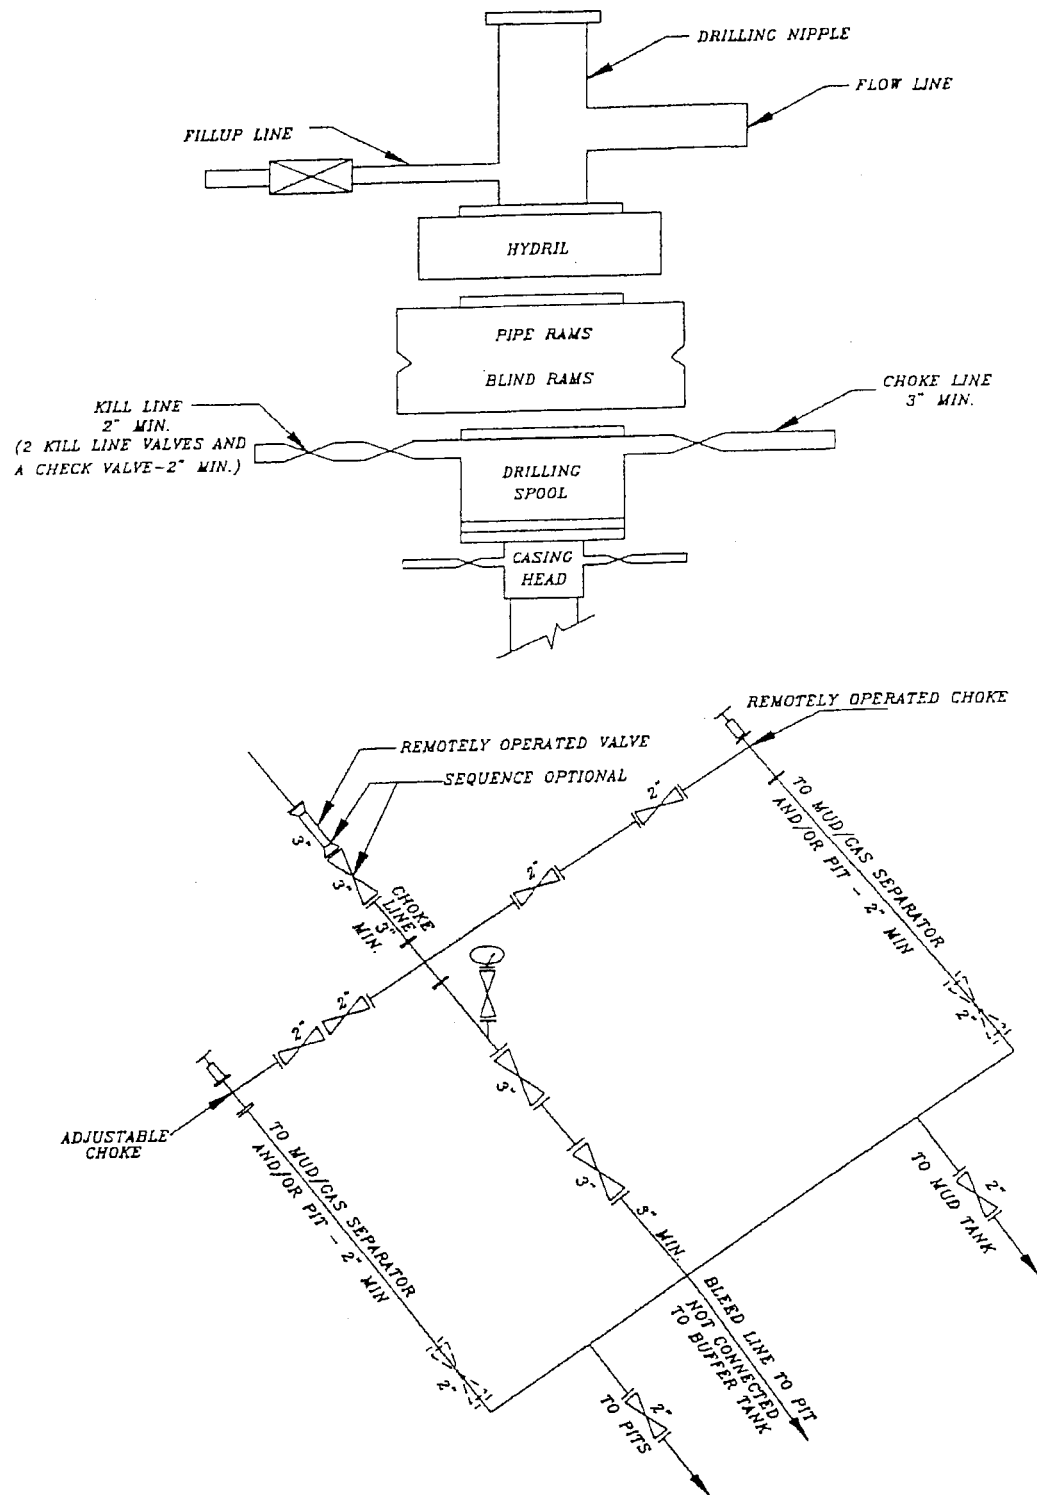 DRILLING NIPPLE
FLOW LINE
FILLUP LINE
HYDRIL
PIPE RAMS
BLIND RAMS
CHOKE LINE
3" MIN.
KILL LINE
2" MIN.
(2 KILL LINE VALVES AND
A CHECK VALVE-2" MIN.)
DRILLING
SPOOL
CASING
HEAD
REMOTELY OPERATED CHOKE
REMOTELY OPERATED VALVE
SEQUENCE OPTIONAL
3"
3"
CHOKE
LINE
3"
MIN.
2"
2"
2"
2"
TO MUD/GAS SEPARATOR
AND/OR PIT - 2" MIN
2"
3"
3"
3" MIN.
ADJUSTABLE
CHOKE
TO MUD/GAS SEPARATOR
AND/OR PIT - 2" MIN
2"
2"
TO MUD TANK
BLEED LINE TO PIT
NOT CONNECTED
TO BUFFER TANK
2"
TO PITS